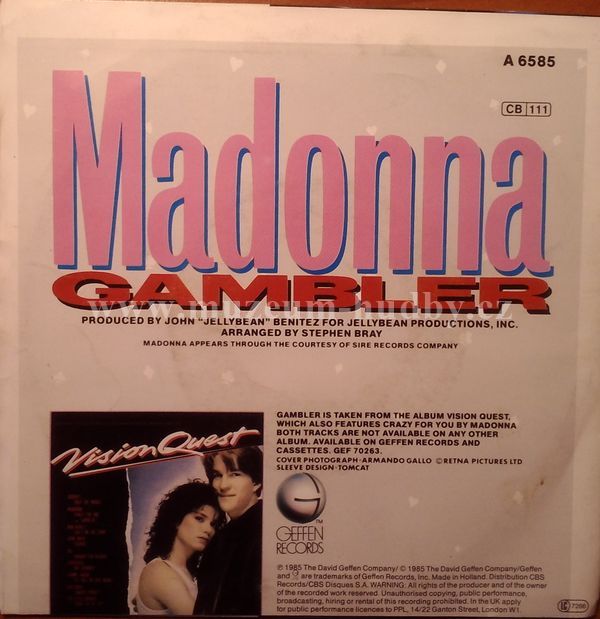 A 6585
CB 111
Madonna
GAMBLER
www.muzeum-hudby.cz
PRODUCED BY JOHN "JELLYBEAN" BENITEZ FOR JELLYBEAN PRODUCTIONS, INC.
ARRANGED BY STEPHEN BRAY
MADONNA APPEARS THROUGH THE COURTESY OF SIRE RECORDS COMPANY
GAMBLER IS TAKEN FROM THE ALBUM VISION QUEST,
WHICH ALSO FEATURES CRAZY FOR YOU BY MADONNA
BOTH TRACKS ARE NOT AVAILABLE ON ANY OTHER
ALBUM. AVAILABLE ON GEFFEN RECORDS AND
CASSETTES. GEF 70263.
COVER PHOTOGRAPH · ARMANDO GALLO © RETNA PICTURES LTD
SLEEVE DESIGN · TOMCAT
Vision Quest
GEFFEN
RECORDS
TM
℗ 1985 The David Geffen Company/ © 1985 The David Geffen Company/Geffen
and are trademarks of Geffen Records, Inc. Made in Holland. Distribution CBS
Records/CBS Disques S.A. WARNING: All rights of the producer and of the owner
of the recorded work reserved. Unauthorised copying, public performance,
broadcasting, hiring or rental of this recording prohibited. In the UK apply
for public performance licences to PPL, 14/22 Ganton Street, London W1.
LC 7266